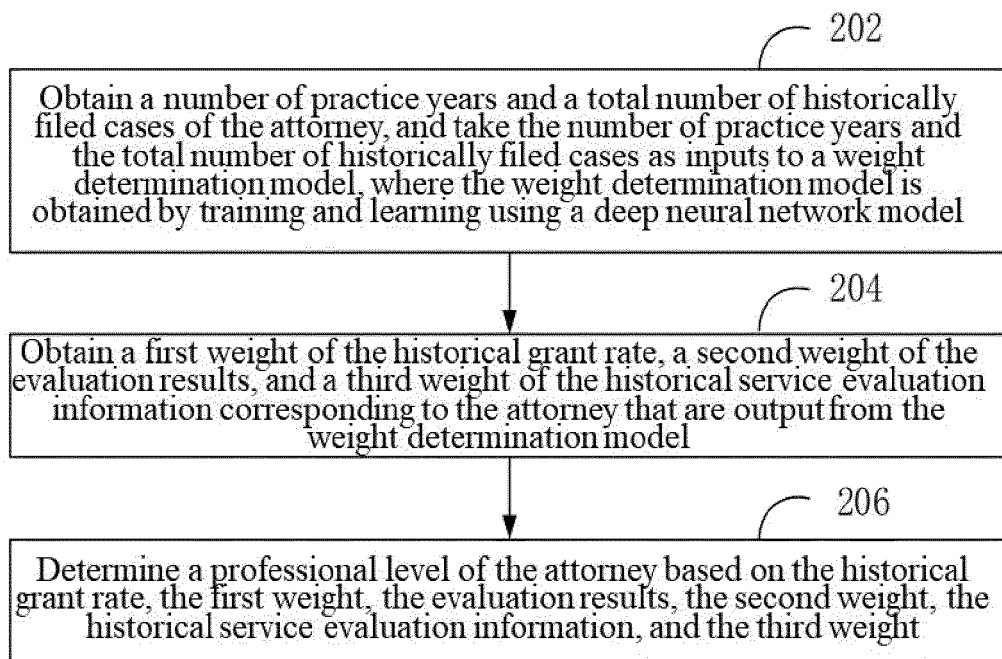 202
Obtain a number of practice years and a total number of historically
filed cases of the attorney, and take the number of practice years and
the total number of historically filed cases as inputs to a weight
determination model, where the weight determination model is
obtained by training and learning using a deep neural network model
204
Obtain a first weight of the historical grant rate, a second weight of the
evaluation results, and a third weight of the historical service evaluation
information corresponding to the attorney that are output from the
weight determination model
206
Determine a professional level of the attorney based on the historical
grant rate, the first weight, the evaluation results, the second weight, the
historical service evaluation information, and the third weight